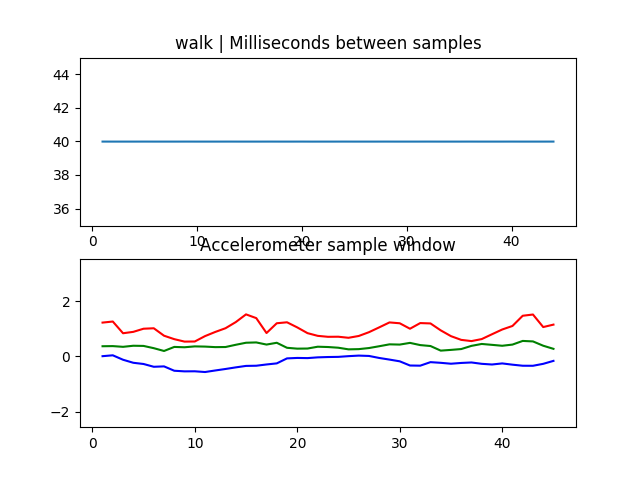 walk | Milliseconds between samples
44
42
40
38
36
0 10 20 30 40
Accelerometer sample window
2
0
−2
0 10 20 30 40